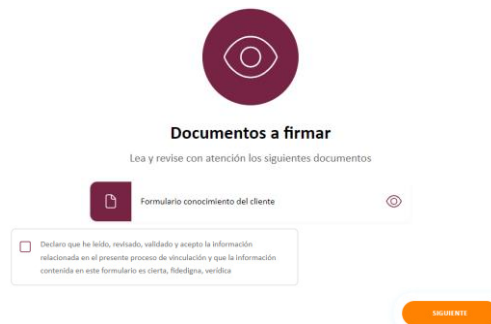 Documentos a firmar
Lea y revise con atención los siguientes documentos
Formulario conocimiento del cliente
Declaro que he leído, revisado, validado y acepto la información
relacionada en el presente proceso de vinculación y que la información
contenida en este formulario es cierta, fidedigna, verídica
SIGUIENTE